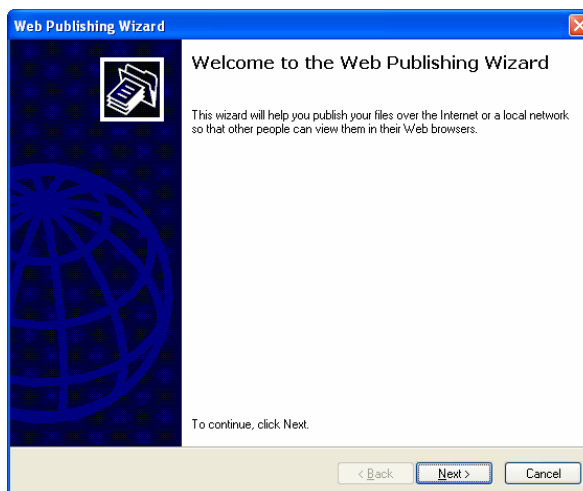 Web Publishing Wizard
Welcome to the Web Publishing Wizard
This wizard will help you publish your files over the Internet or a local network
so that other people can view them in their Web browsers.
To continue, click Next.
< Back
Next >
Cancel